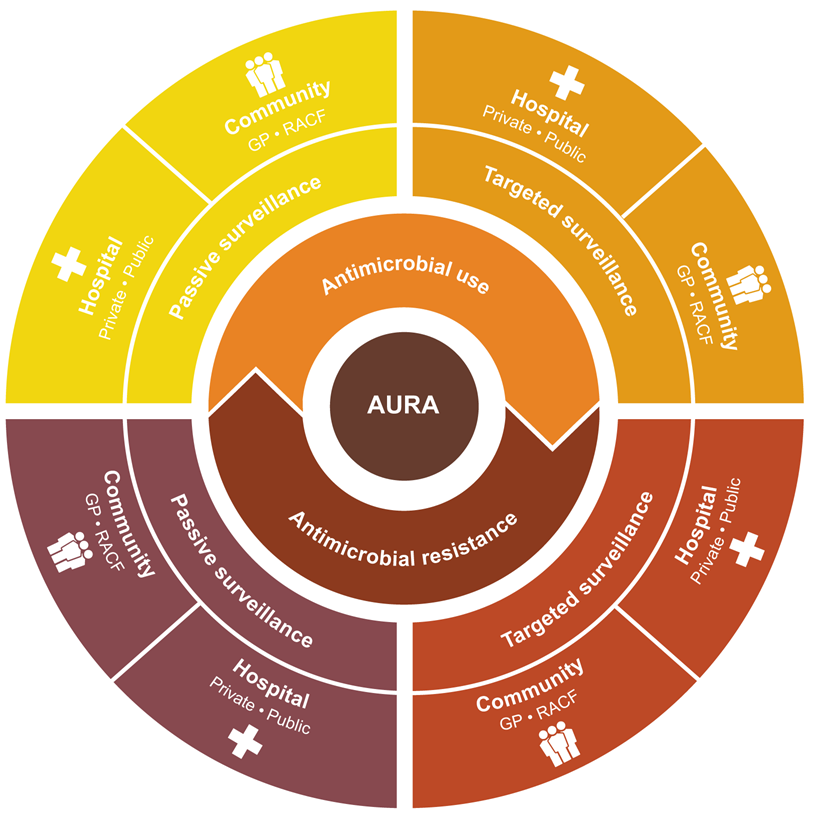 Community
GP • RACF
Hospital
Private • Public
Passive surveillance
Hospital
Private • Public
Community
GP • RACF
Targeted surveillance
Antimicrobial use
AURA
Antimicrobial resistance
Community
GP • RACF
Hospital
Private • Public
Passive surveillance
Hospital
Private • Public
Community
GP • RACF
Targeted surveillance